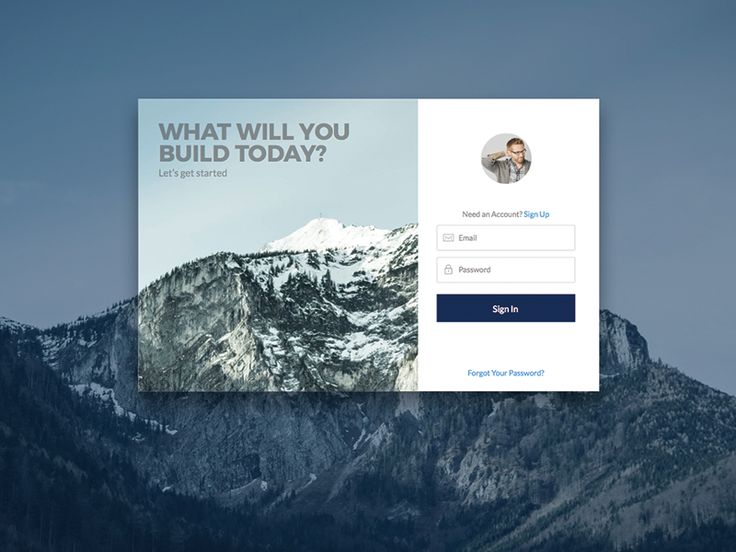 WHAT WILL YOU
BUILD TODAY?
Let's get started
Need an Account? Sign Up
Email
Password
Sign In
Forgot Your Password?